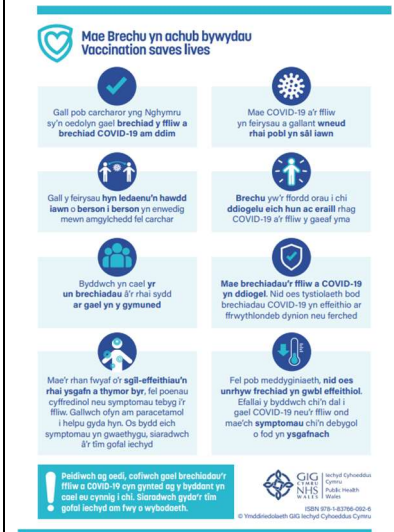 Mae Brechu yn achub bywydau
Vaccination saves lives
Gall pob carcharor yng Nghymru
sy'n oedolyn gael brechiad y ffliw a
brechiad COVID-19 am ddim
Mae COVID-19 a'r ffliw
yn feirysau a gallant wneud
rhai pobl yn sâl iawn
Gall y feirysau hyn ledaenu'n hawdd
iawn o berson i berson yn enwedig
mewn amgylchedd fel carchar
Brechu yw'r ffordd orau i chi
ddiogelu eich hun ac eraill rhag
COVID-19 a'r ffliw y gaeaf yma
Byddwch yn cael yr
un brechiadau â'r rhai sydd
ar gael yn y gymuned
Mae brechiadau'r ffliw a COVID-19
yn ddiogel. Nid oes tystiolaeth bod
brechiadau COVID-19 yn effeithio ar
ffrwythlondeb dynion neu ferched
Mae'r rhan fwyaf o'r sgîl-effeithiau'n
rhai ysgafn a thymor byr, fel poenau
cyffredinol neu symptomau tebyg i'r
ffliw. Gallwch ofyn am paracetamol
i helpu gyda hyn. Os bydd eich
symptomau yn gwaethygu, siaradwch
â'r tîm gofal iechyd
Fel pob meddyginiaeth, nid oes
unrhyw frechiad yn gwbl effeithiol.
Efallai y byddwch chi'n dal i
gael COVID-19 neu'r ffliw ond
mae'ch symptomau chi'n debygol
o fod yn ysgafnach
! Peidiwch ag oedi, cofiwch gael brechiadau'r
ffliw a COVID-19 cyn gynted ag y byddant yn
cael eu cynnig i chi. Siaradwch gyda'r tîm
gofal iechyd am fwy o wybodaeth.
GIG
CYMRU
NHS
WALES
Iechyd Cyhoeddus
Cymru
Public Health
Wales
ISBN 978-1-83766-092-6
© Ymddiriedolaeth GIG Iechyd Cyhoeddus Cymru